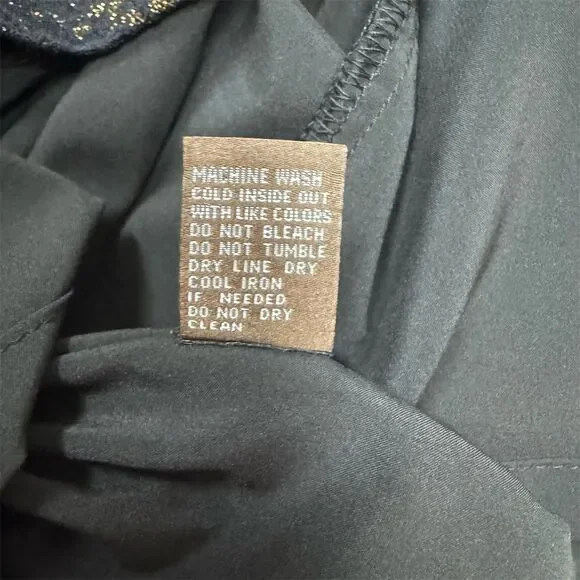 MACHINE WASH
COLD INSIDE OUT
WITH LIKE COLORS
DO NOT BLEACH
DO NOT TUMBLE
DRY LINE DRY
COOL IRON
IF NEEDED
DO NOT DRY
CLEAN